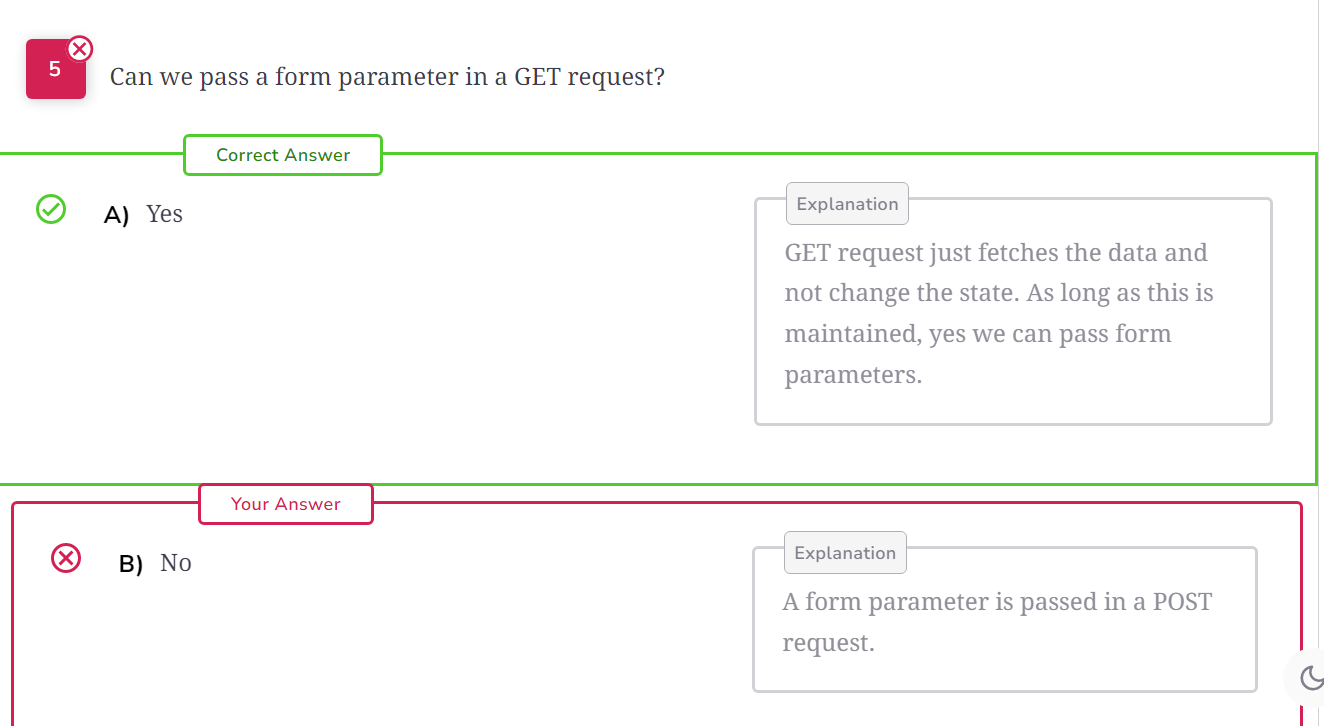 5
Can we pass a form parameter in a GET request?
Correct Answer
A) Yes
Explanation
GET request just fetches the data and
not change the state. As long as this is
maintained, yes we can pass form
parameters.
Your Answer
B) No
Explanation
A form parameter is passed in a POST
request.